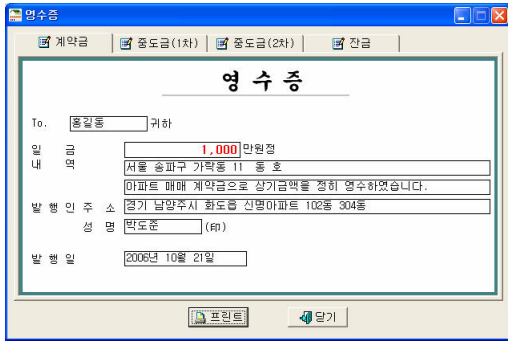 영수증
계약금 중도금(1차) 중도금(2차) 잔금
영 수 증
To. 홍길동 귀하
일 금 1,000 만원정
내 역 서울 송파구 가락동 11 동 호
아파트 매매 계약금으로 상기금액을 정히 영수하였습니다.
발 행 인 주 소 경기 남양주시 화도읍 신명아파트 102동 304동
성 명 박도준 (印)
발 행 일 2006년 10월 21일
프린트 닫기